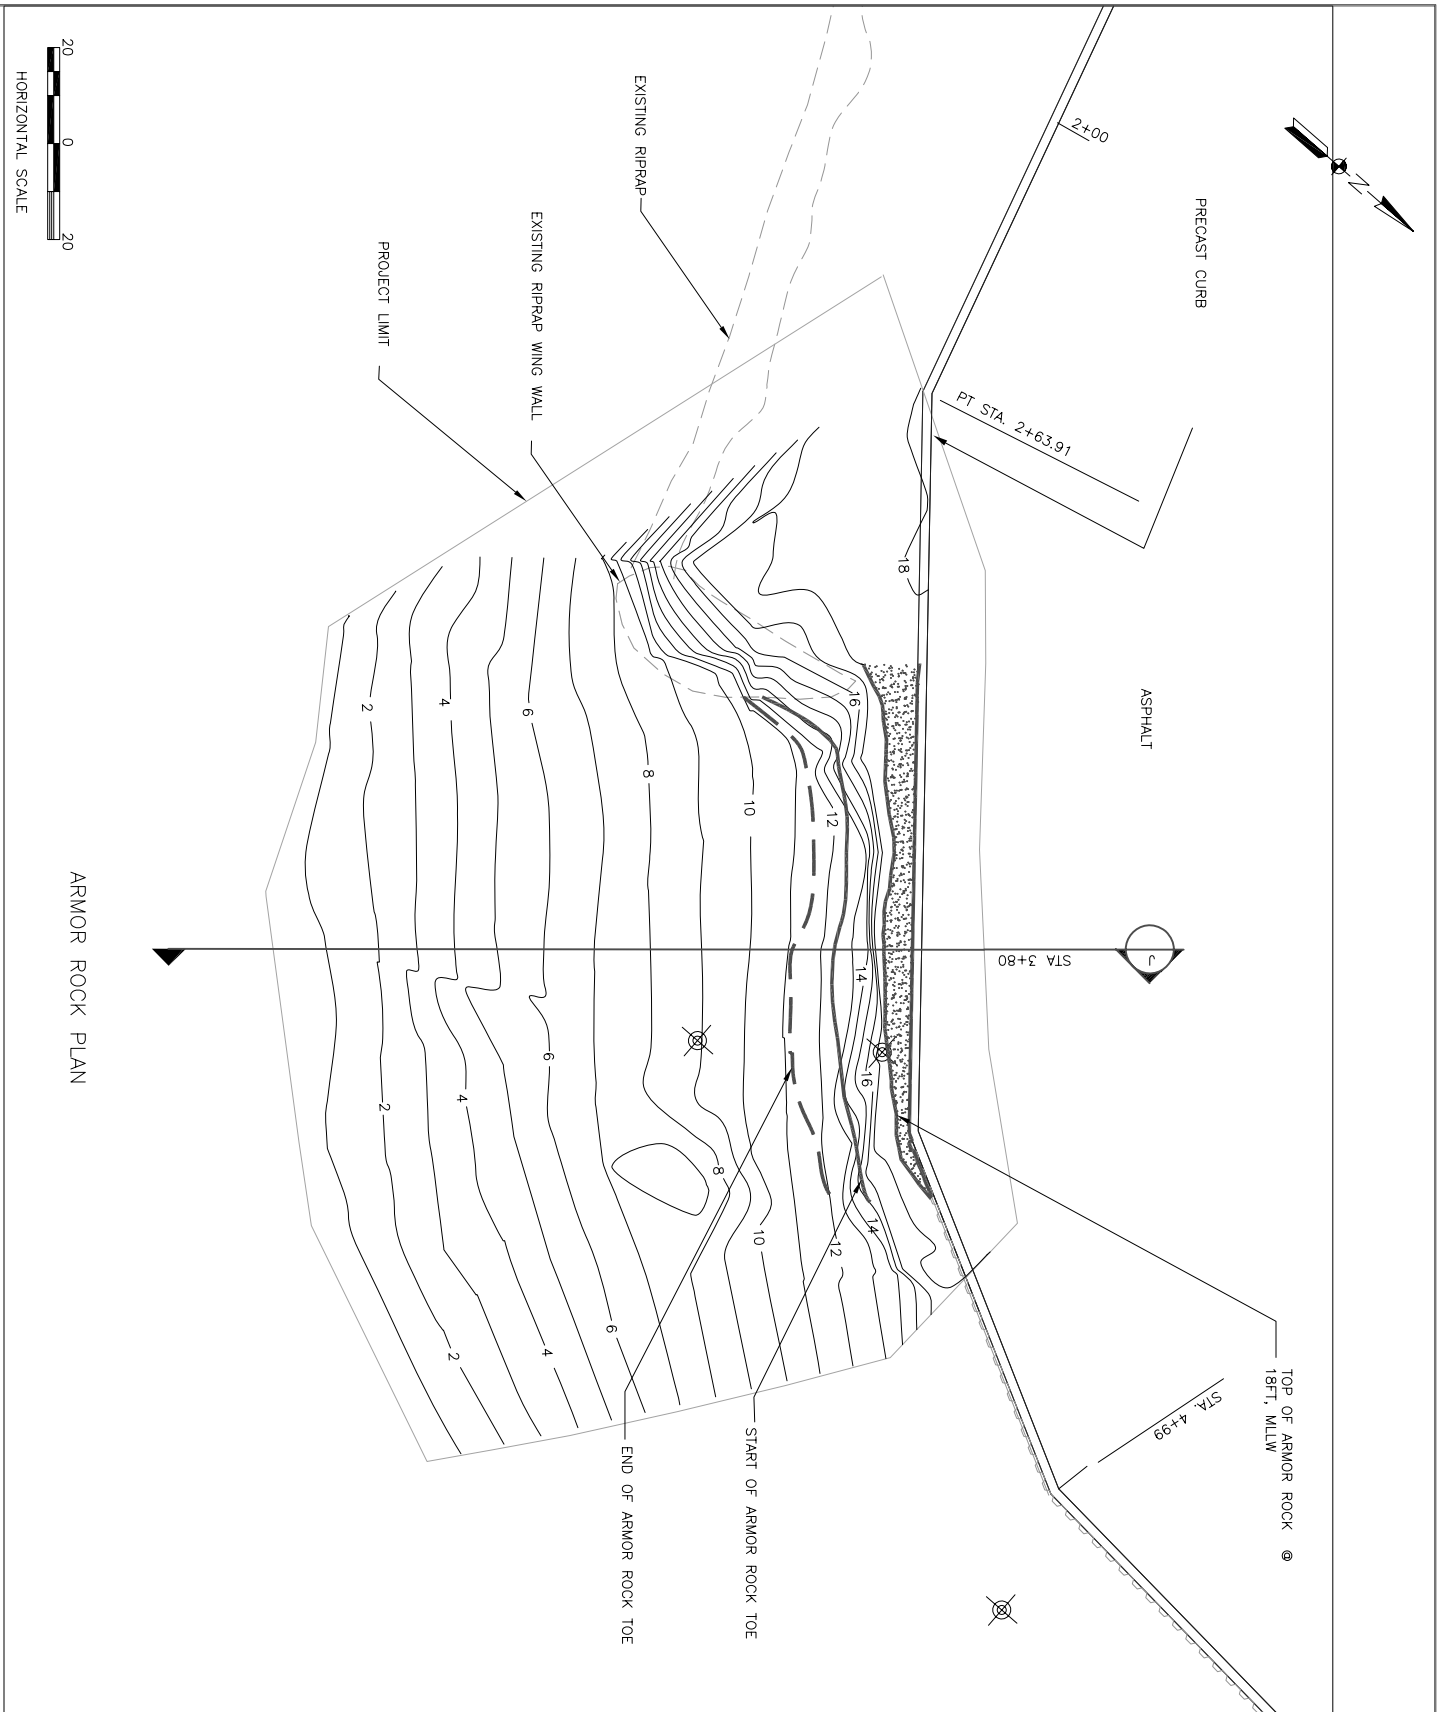 2+00
PRECAST CURB
PT STA. 2+63.91
EXISTING RIPRAP
EXISTING RIPRAP WING WALL
PROJECT LIMIT
20 0 20
HORIZONTAL SCALE
ASPHALT
18
16
14
12
10
8
6
4
2
STA 3+80
J
16
14
12
10
8
6
6
4
4
2
2
TOP OF ARMOR ROCK @
18FT, MLLW
STA. 4+99
START OF ARMOR ROCK TOE
END OF ARMOR ROCK TOE
ARMOR ROCK PLAN
N